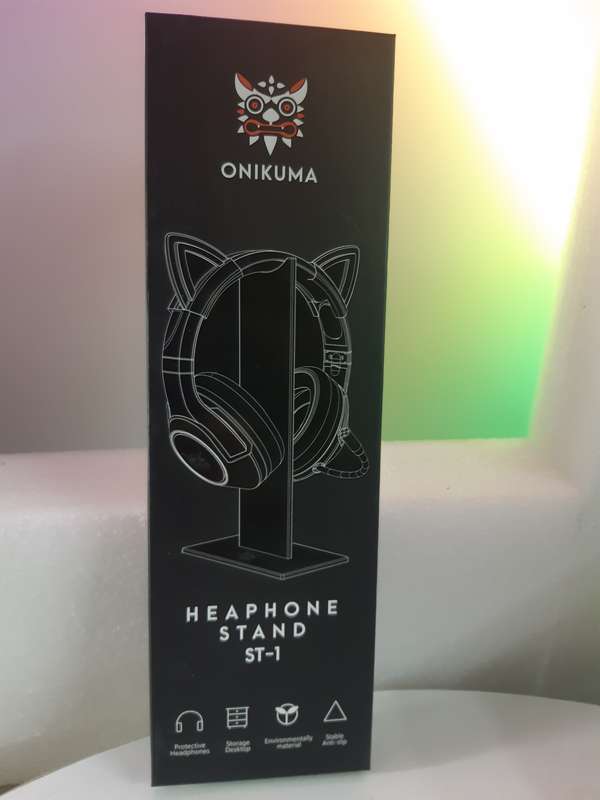 ONIKUMA
HEAPHONE
STAND
ST-1
Protective
Headphones
Storage
Desktop
Environmentally
material
Stable
Anti-slip